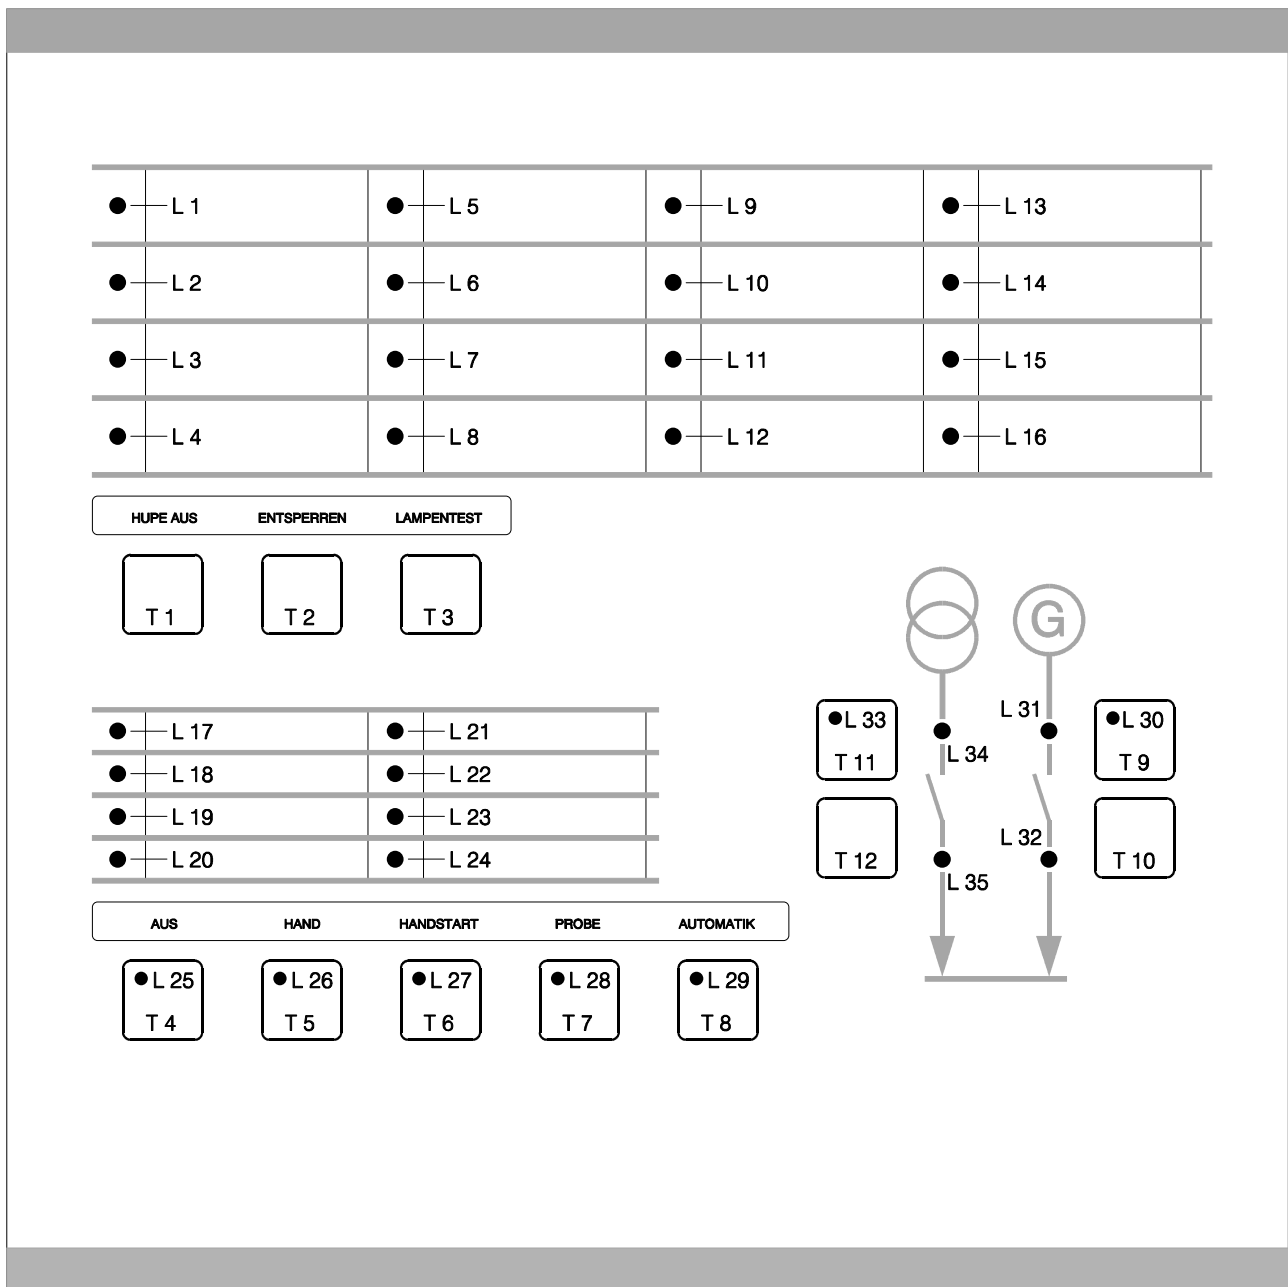 L 1 L 5 L 9 L 13
L 2 L 6 L 10 L 14
L 3 L 7 L 11 L 15
L 4 L 8 L 12 L 16
HUPE AUS ENTSPERREN LAMPENTEST
T 1 T 2 T 3
G
L 17 L 21
L 18 L 22
L 19 L 23
L 20 L 24
L 33
T 11
L 34
L 31
L 30
T 9
T 12
L 35
L 32
T 10
AUS HAND HANDSTART PROBE AUTOMATIK
L 25 L 26 L 27 L 28 L 29
T 4 T 5 T 6 T 7 T 8